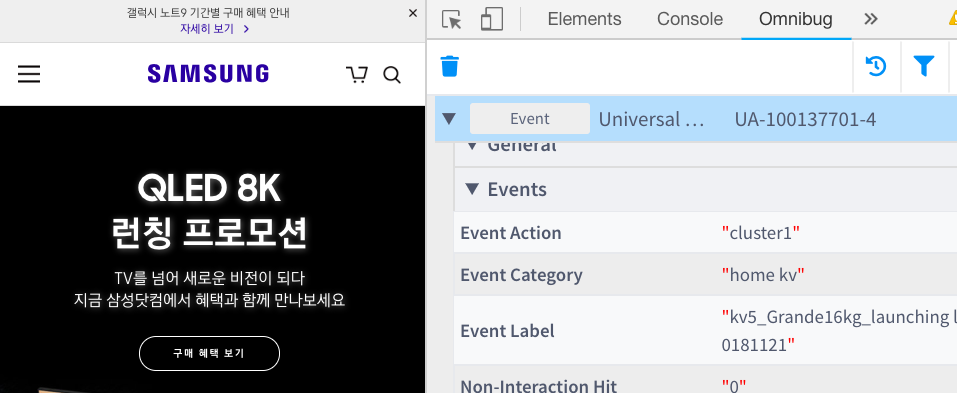 갤럭시 노트9 기간별 구매 혜택 안내
자세히 보기
SAMSUNG
QLED 8K
런칭 프로모션
TV를 넘어 새로운 비전이 되다
지금 삼성닷컴에서 혜택과 함께 만나보세요
구매 혜택 보기
Elements Console Omnibug
Event Universal ... UA-100137701-4
General
Events
Event Action "cluster1"
Event Category "home kv"
Event Label "kv5_Grande16kg_launching l
0181121"
Non-Interaction Hit "0"